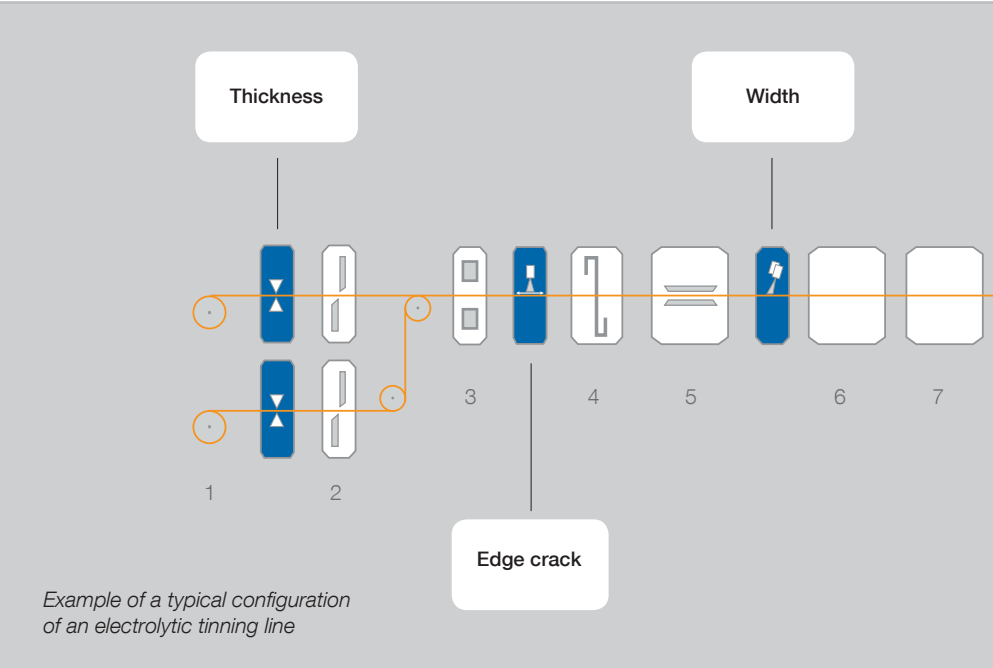 Thickness
Width
3
4
5
6
7
1
2
Edge crack
Example of a typical configuration
of an electrolytic tinning line